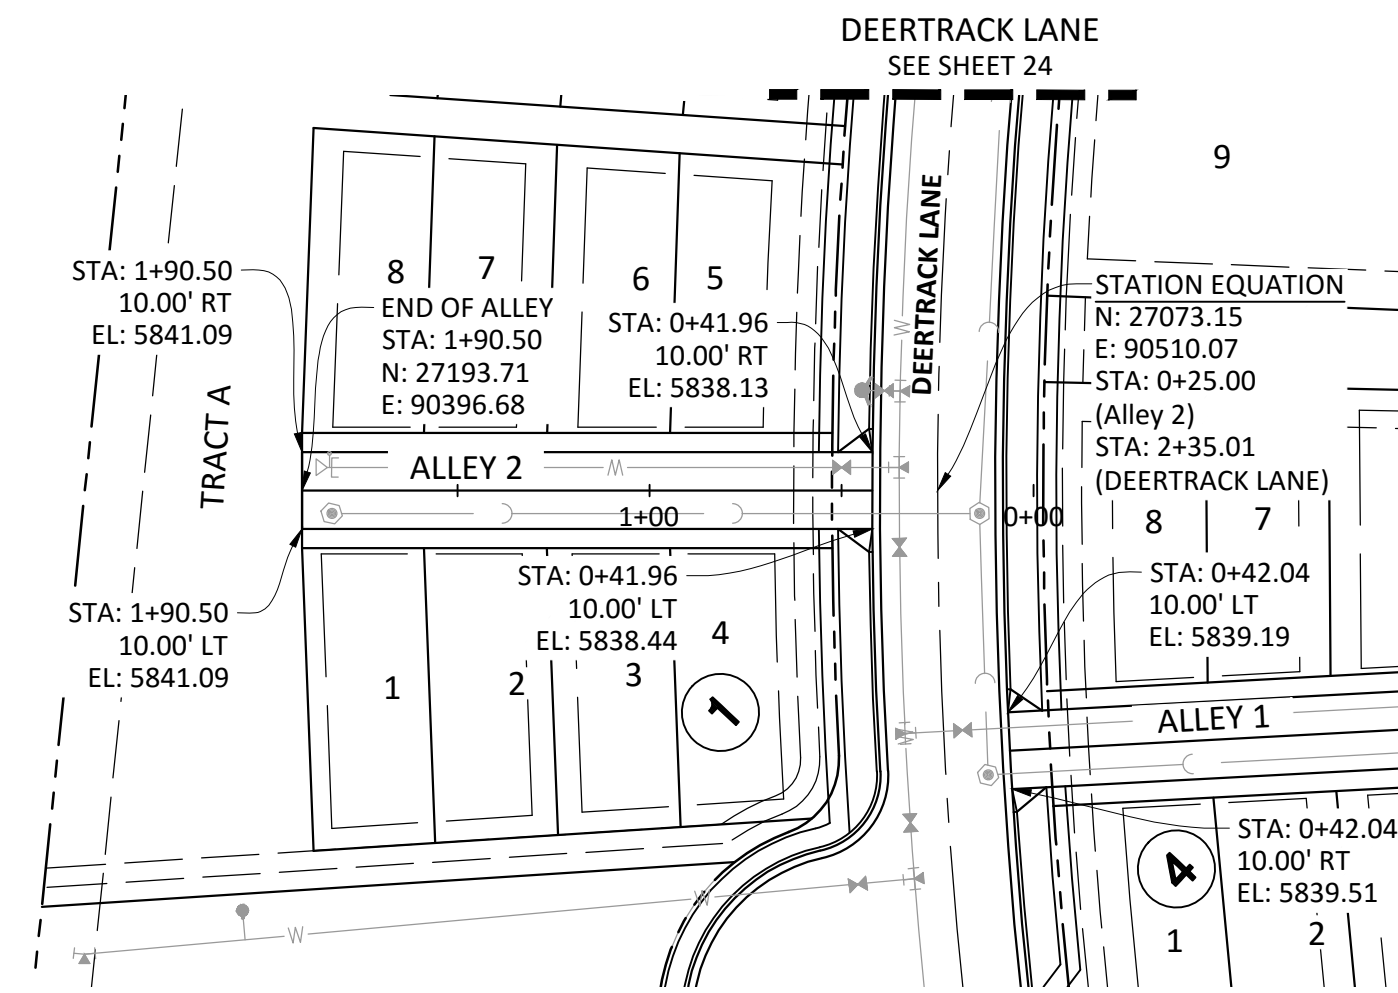 DEERTRACK LANE
SEE SHEET 24
9
DEERTRACK LANE
8
7
6
5
STA: 1+90.50
10.00' RT
EL: 5841.09
END OF ALLEY
STA: 1+90.50
N: 27193.71
E: 90396.68
STA: 0+41.96
10.00' RT
EL: 5838.13
STATION EQUATION
N: 27073.15
E: 90510.07
STA: 0+25.00
(Alley 2)
STA: 2+35.01
(DEERTRACK LANE)
TRACT A
ALLEY 2
W
W
1+00
0+00
8
7
STA: 0+41.96
10.00' LT
EL: 5838.44
STA: 0+42.04
10.00' LT
EL: 5839.19
STA: 1+90.50
10.00' LT
EL: 5841.09
1
2
3
4
1
W
ALLEY 1
STA: 0+42.04
10.00' RT
EL: 5839.51
4
1
2
W
W